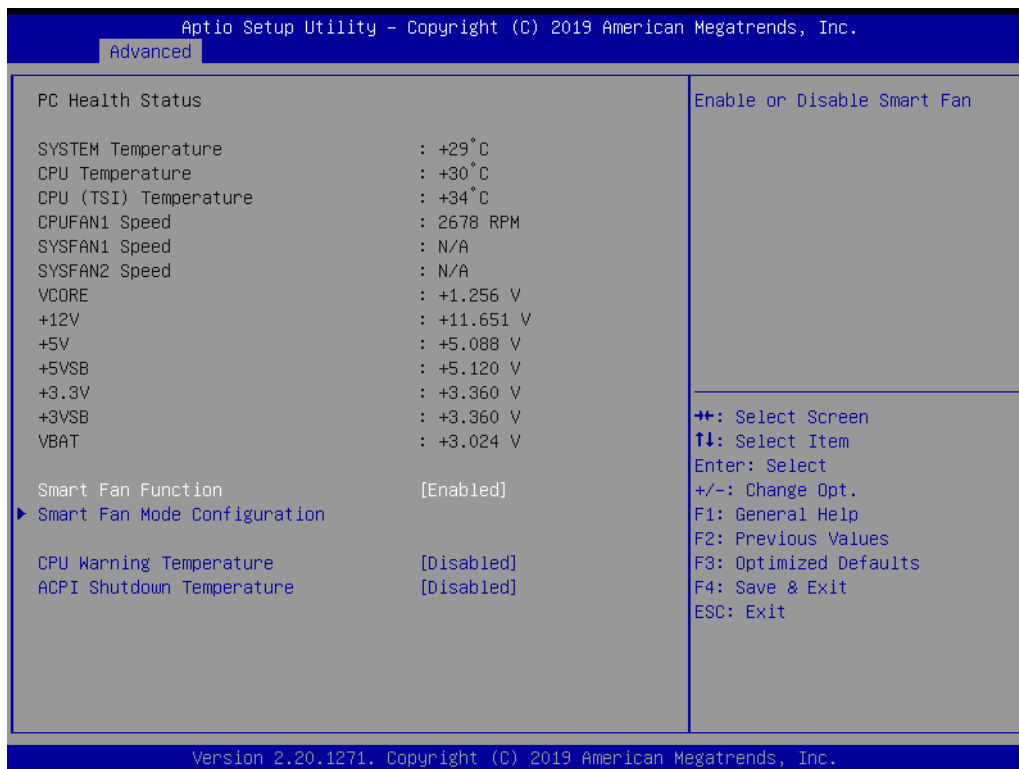 Aptio Setup Utility – Copyright (C) 2019 American Megatrends, Inc.
Advanced
PC Health Status
SYSTEM Temperature : +29°C
CPU Temperature : +30°C
CPU (TSI) Temperature : +34°C
CPUFAN1 Speed : 2678 RPM
SYSFAN1 Speed : N/A
SYSFAN2 Speed : N/A
VCORE : +1.256 V
+12V : +11.651 V
+5V : +5.088 V
+5VSB : +5.120 V
+3.3V : +3.360 V
+3VSB : +3.360 V
VBAT : +3.024 V
Smart Fan Function [Enabled]
Smart Fan Mode Configuration
CPU Warning Temperature [Disabled]
ACPI Shutdown Temperature [Disabled]
Enable or Disable Smart Fan
→←: Select Screen
↑↓: Select Item
Enter: Select
+/-: Change Opt.
F1: General Help
F2: Previous Values
F3: Optimized Defaults
F4: Save & Exit
ESC: Exit
Version 2.20.1271. Copyright (C) 2019 American Megatrends, Inc.